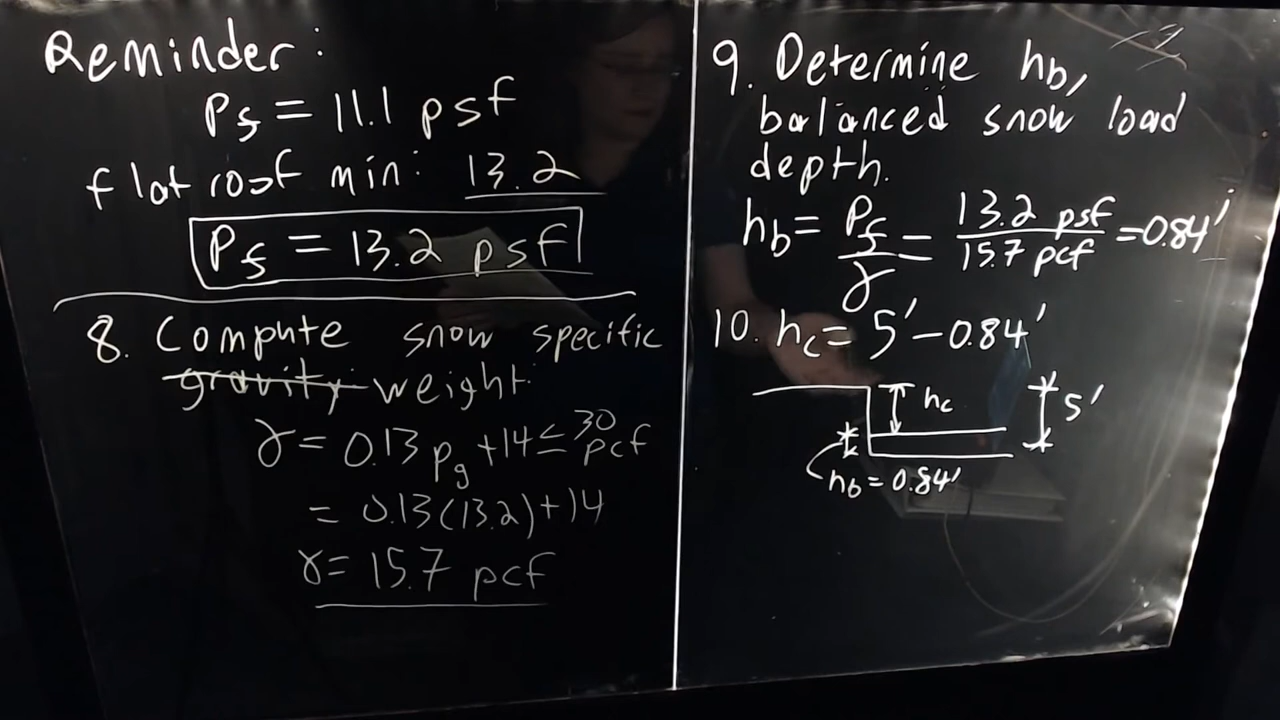 Reminder:
Pf = 11.1 psf
flat roof min: 13.2
Pf = 13.2 psf
8. Compute snow specific
gravity weight:
γ = 0.13 pg + 14 ≤ 30 pcf
= 0.13(13.2) + 14
γ = 15.7 pcf
9. Determine hb,
balanced snow load
depth.
hb = Pf/γ = 13.2 psf/15.7 pcf = 0.84'
10. hc = 5' - 0.84'
hc
5'
hb = 0.84'